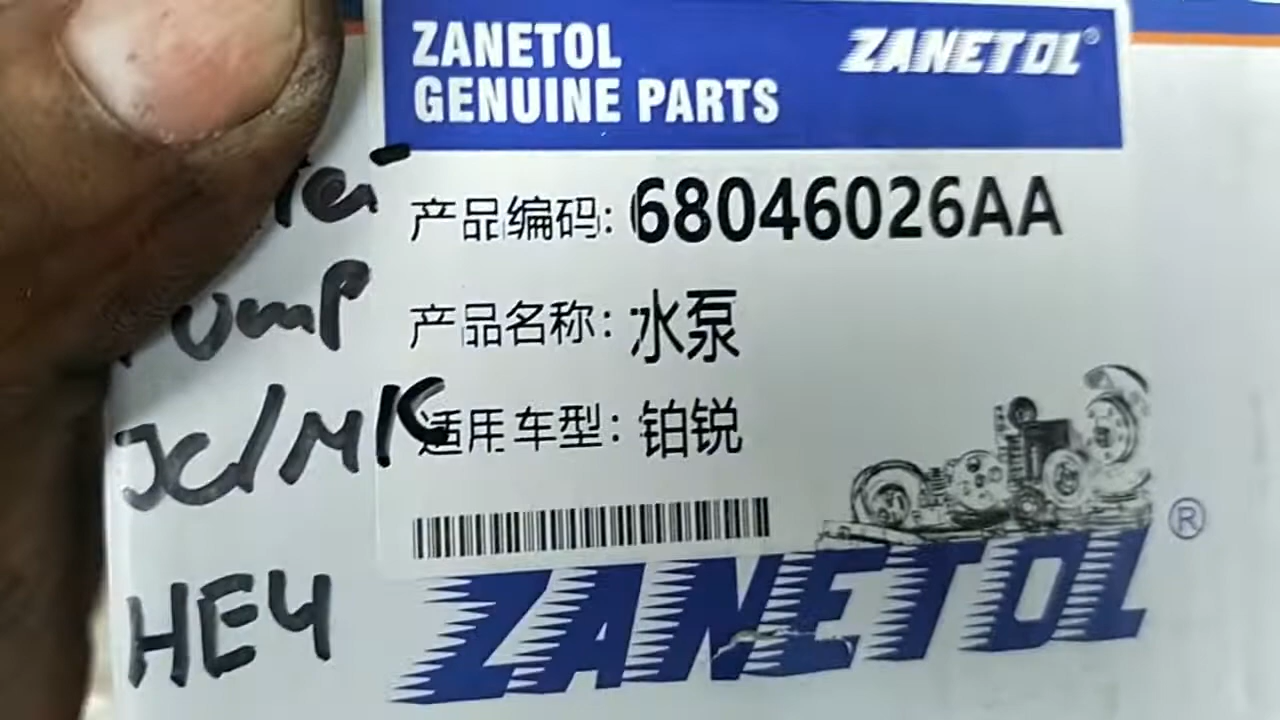 ZANETOL
GENUINE PARTS
ZANETOL®
产品编码: 68046026AA
产品名称: 水泵
适用车型: 铂锐
Pump
JC/MK
HE4
ZANETOL®